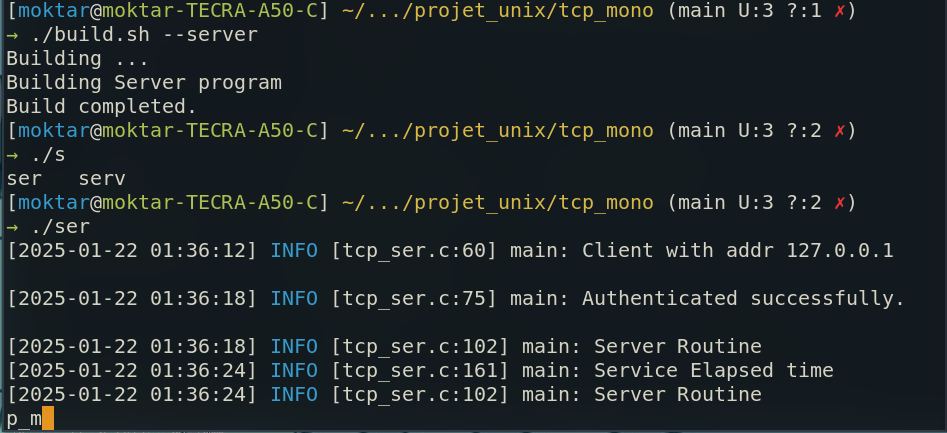 [moktar@moktar-TECRA-A50-C] ~/.../projet_unix/tcp_mono (main U:3 ?:1 ✗)
→ ./build.sh --server
Building ...
Building Server program
Build completed.
[moktar@moktar-TECRA-A50-C] ~/.../projet_unix/tcp_mono (main U:3 ?:2 ✗)
→ ./s
ser   serv
[moktar@moktar-TECRA-A50-C] ~/.../projet_unix/tcp_mono (main U:3 ?:2 ✗)
→ ./ser
[2025-01-22 01:36:12] INFO [tcp_ser.c:60] main: Client with addr 127.0.0.1
[2025-01-22 01:36:18] INFO [tcp_ser.c:75] main: Authenticated successfully.
[2025-01-22 01:36:18] INFO [tcp_ser.c:102] main: Server Routine
[2025-01-22 01:36:24] INFO [tcp_ser.c:161] main: Service Elapsed time
[2025-01-22 01:36:24] INFO [tcp_ser.c:102] main: Server Routine
p_m